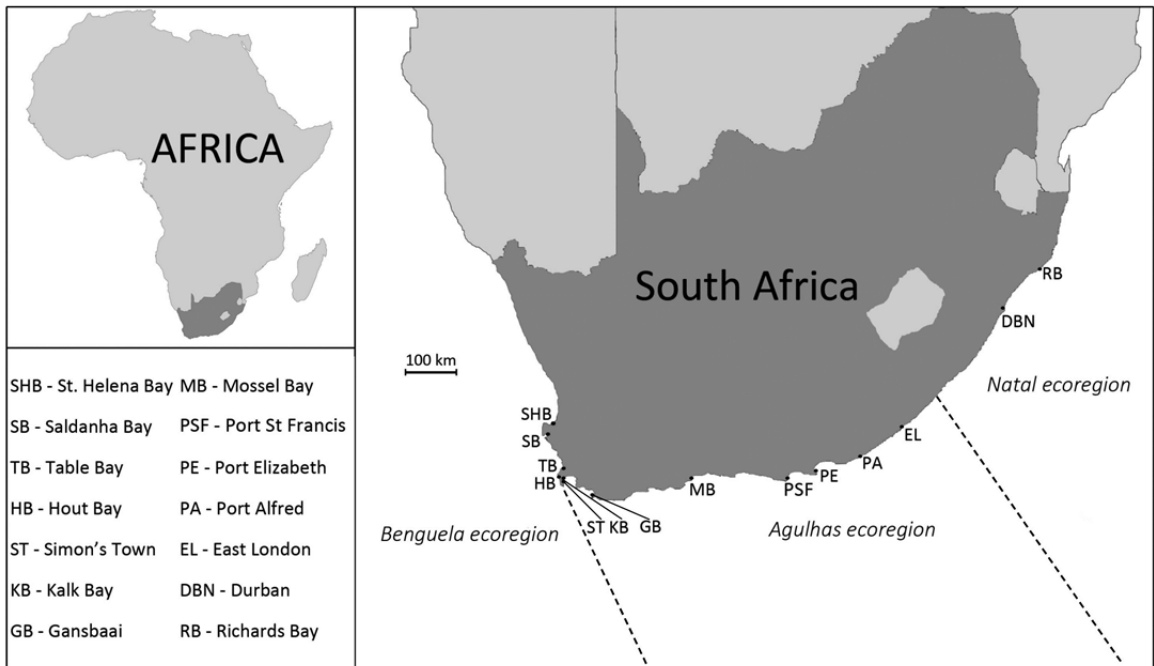 AFRICA
SHB - St. Helena Bay
SB - Saldanha Bay
TB - Table Bay
HB - Hout Bay
ST - Simon's Town
KB - Kalk Bay
GB - Gansbaai
MB - Mossel Bay
PSF - Port St Francis
PE - Port Elizabeth
PA - Port Alfred
EL - East London
DBN - Durban
RB - Richards Bay
South Africa
100 km
RB
DBN
Natal ecoregion
SHB
SB
EL
TB
HB
PA
PE
PSF
MB
ST
KB
GB
Benguela ecoregion
Agulhas ecoregion